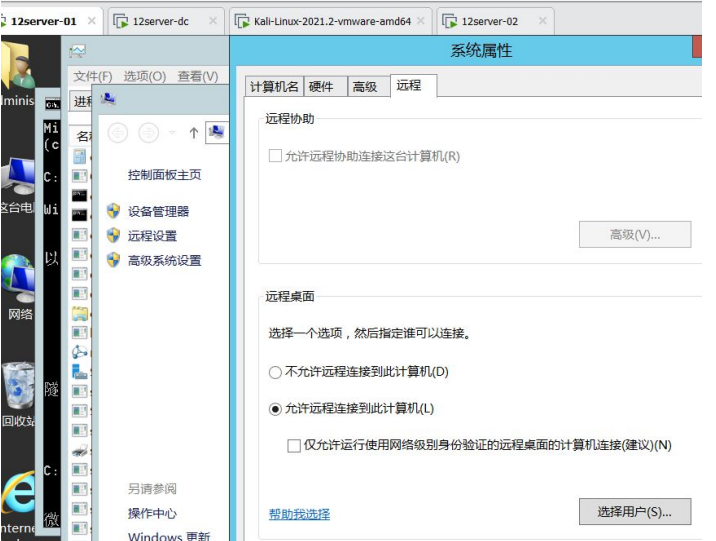 12server-01
12server-dc
Kali-Linux-2021.2-vmware-amd64
12server-02
系统属性
文件(F) 选项(O) 查看(V)
计算机名
硬件
高级
远程
远程协助
允许远程协助连接这台计算机(R)
高级(V)...
控制面板主页
设备管理器
远程设置
高级系统设置
远程桌面
选择一个选项，然后指定谁可以连接。
不允许远程连接到此计算机(D)
允许远程连接到此计算机(L)
仅允许运行使用网络级别身份验证的远程桌面的计算机连接(建议)(N)
帮助我选择
选择用户(S)...
另请参阅
操作中心
Windows 更新
网络
回收站
Mi
(c
C:
Wi
以
隧
C:
微